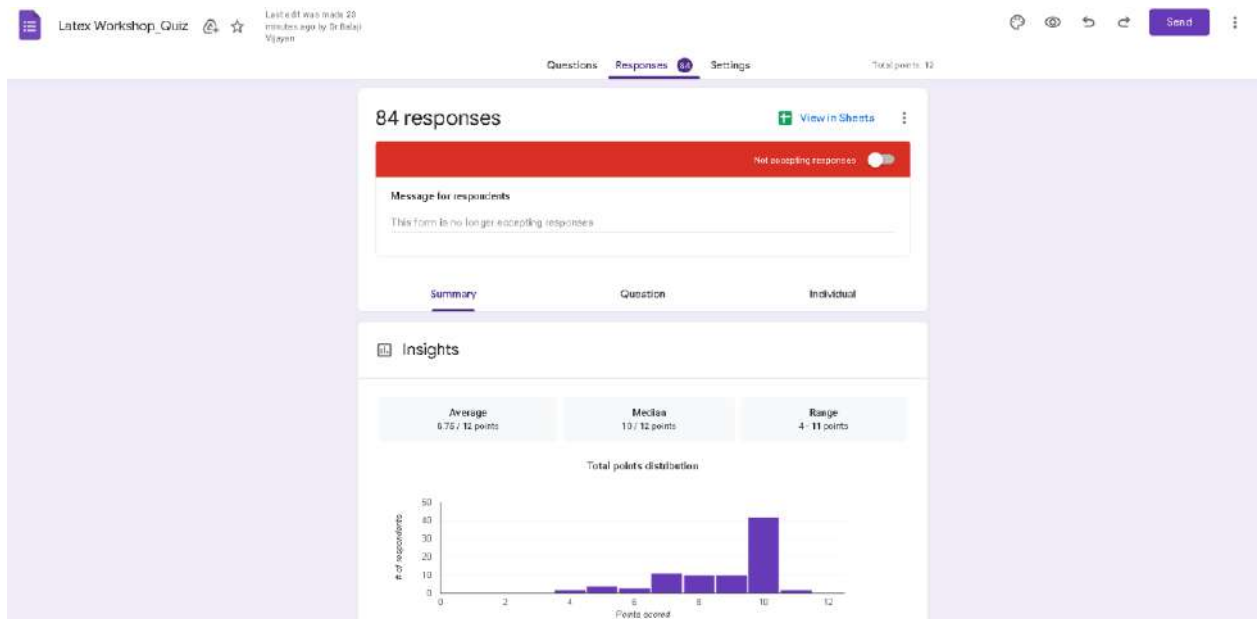 Latex Workshop_Quiz
Last edit was made 23
minutes ago by Dr Balaji
Vijayan
Send
Questions
Responses
84
Settings
Total points: 12
84 responses
View in Sheets
Not accepting responses
Message for respondents
This form is no longer accepting responses
Summary
Question
Individual
Insights
Average
8.75 / 12 points
Median
10 / 12 points
Range
4 - 11 points
Total points distribution
# of respondents
50
40
30
20
10
0
0
2
4
6
8
10
12
Points scored